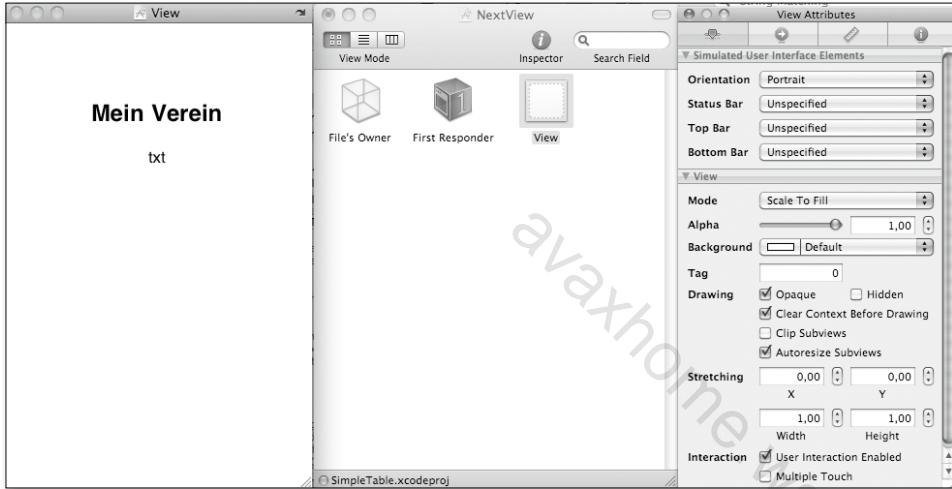 View
Mein Verein
txt
NextView
View Mode
Inspector
Search Field
File's Owner
First Responder
View
SimpleTable.xcodeproj
View Attributes
Simulated User Interface Elements
Orientation Portrait
Status Bar Unspecified
Top Bar Unspecified
Bottom Bar Unspecified
View
Mode Scale To Fill
Alpha 1,00
Background Default
Tag 0
Drawing Opaque Hidden
Clear Context Before Drawing
Clip Subviews
Autoresize Subviews
Stretching 0,00 0,00
X Y
1,00 1,00
Width Height
Interaction User Interaction Enabled
Multiple Touch
avaxhome.w